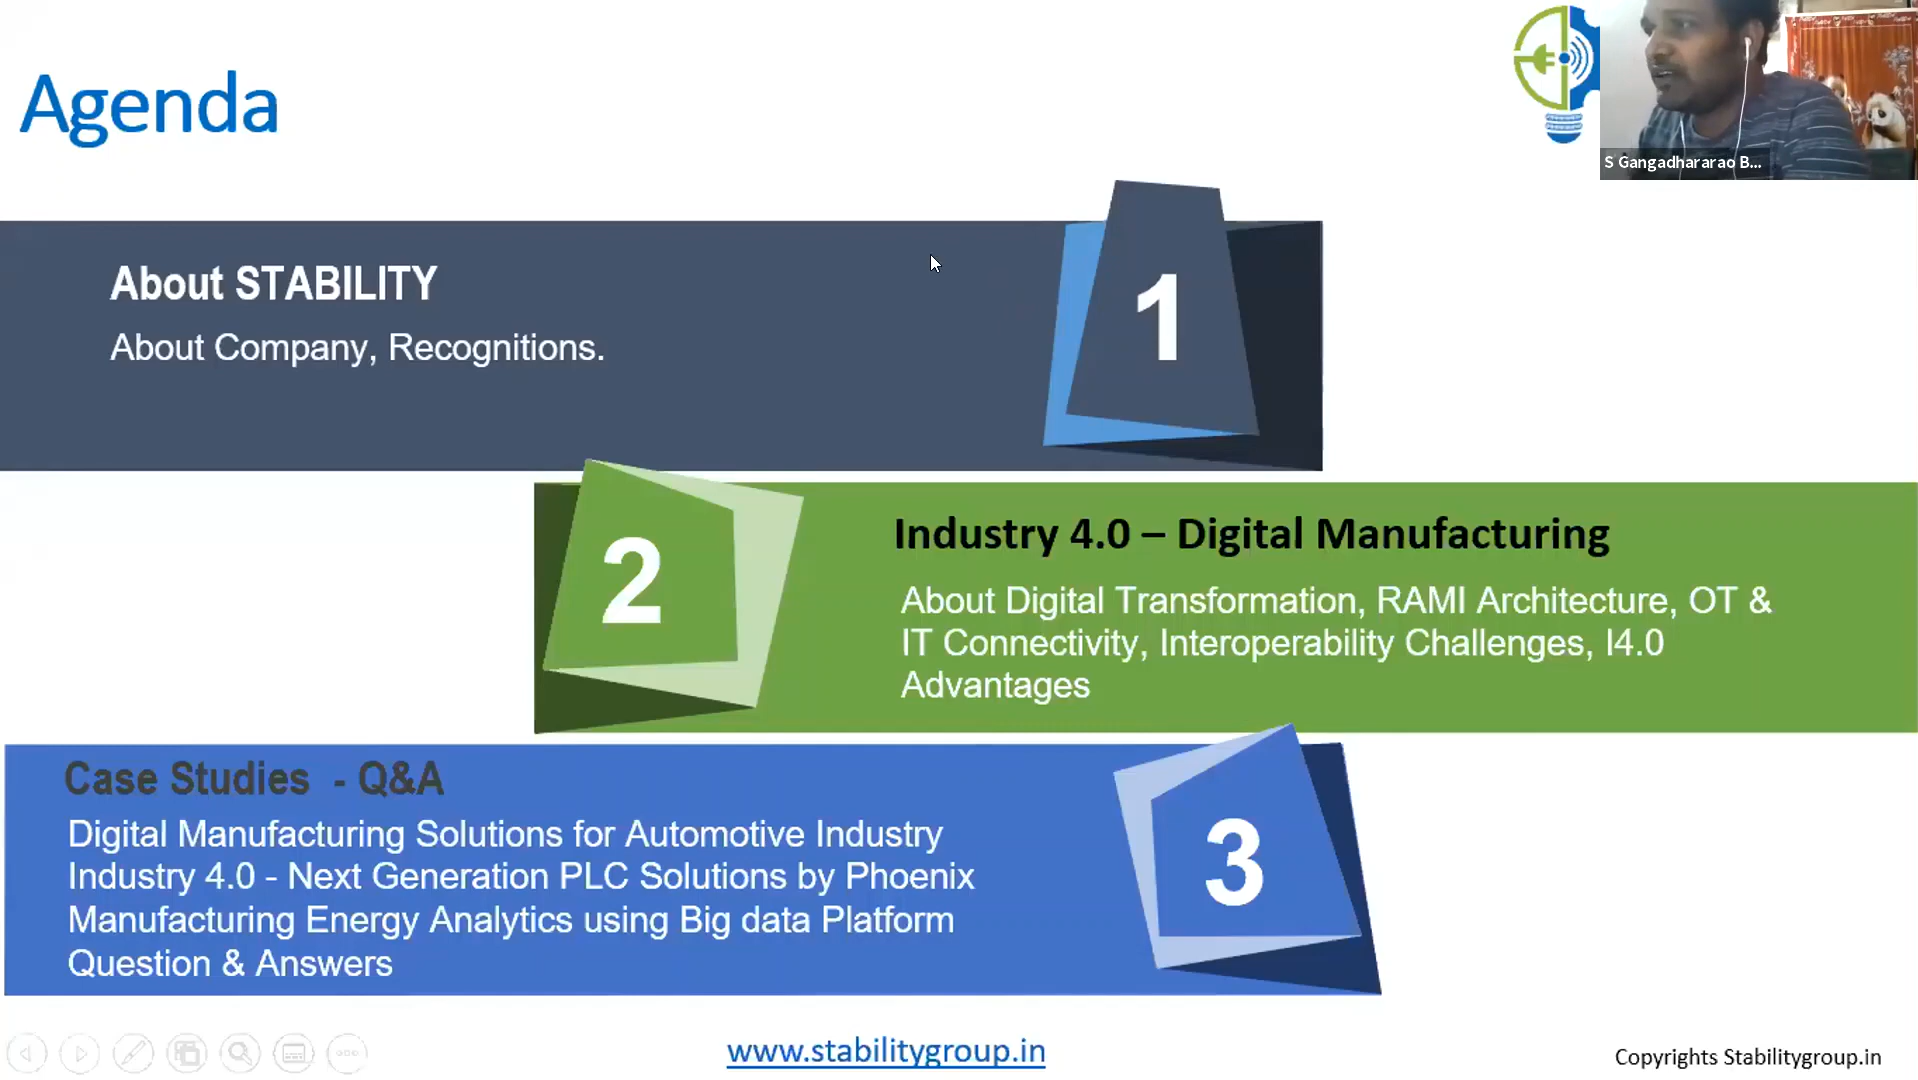 Agenda
S Gangadhararao B...
1
About STABILITY
About Company, Recognitions.
2
Industry 4.0 – Digital Manufacturing
About Digital Transformation, RAMI Architecture, OT &
IT Connectivity, Interoperability Challenges, I4.0
Advantages
3
Case Studies - Q&A
Digital Manufacturing Solutions for Automotive Industry
Industry 4.0 - Next Generation PLC Solutions by Phoenix
Manufacturing Energy Analytics using Big data Platform
Question & Answers
www.stabilitygroup.in
Copyrights Stabilitygroup.in